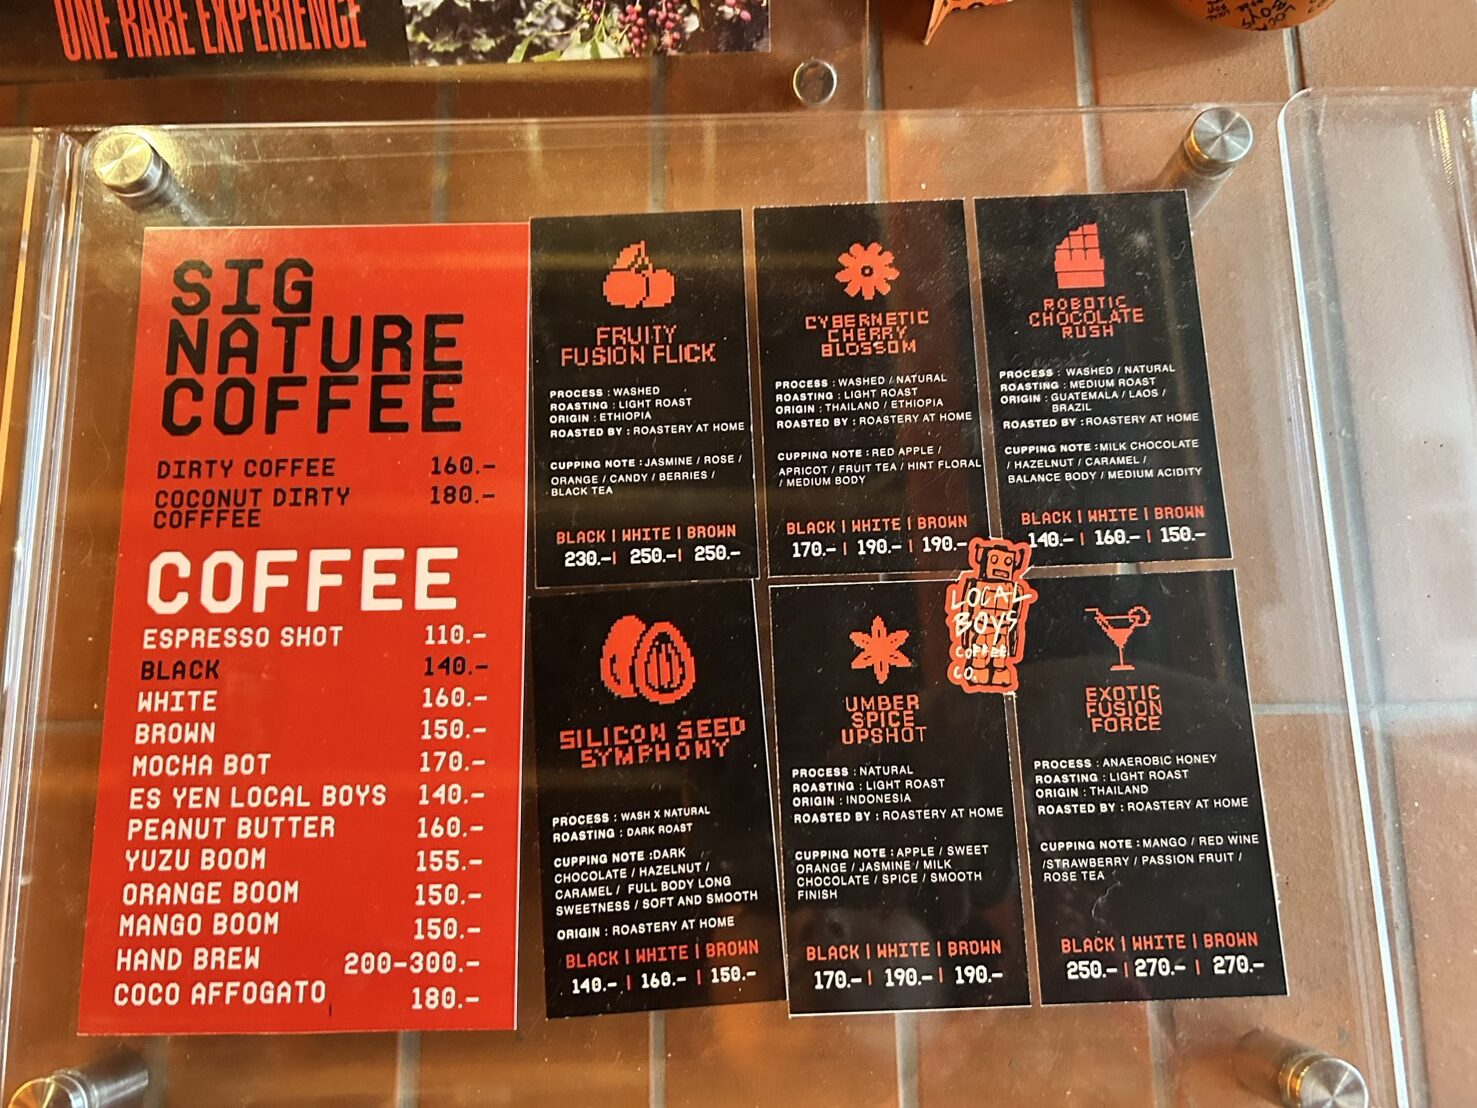 ONE RARE EXPERIENCE
SIG
NATURE
COFFEE
DIRTY COFFEE 160.-
COCONUT DIRTY 180.-
COFFFEE
COFFEE
ESPRESSO SHOT 110.-
BLACK 140.-
WHITE 160.-
BROWN 150.-
MOCHA BOT 170.-
ES YEN LOCAL BOYS 140.-
PEANUT BUTTER 160.-
YUZU BOOM 155.-
ORANGE BOOM 150.-
MANGO BOOM 150.-
HAND BREW 200-300.-
COCO AFFOGATO 180.-
FRUITY
FUSION FLICK
PROCESS : WASHED
ROASTING : LIGHT ROAST
ORIGIN : ETHIOPIA
ROASTED BY : ROASTERY AT HOME
CUPPING NOTE : JASMINE / ROSE /
ORANGE / CANDY / BERRIES /
BLACK TEA
BLACK | WHITE | BROWN
230.- | 250.- | 250.-
CYBERNETIC
CHERRY
BLOSSOM
PROCESS : WASHED / NATURAL
ROASTING : LIGHT ROAST
ORIGIN : THAILAND / ETHIOPIA
ROASTED BY : ROASTERY AT HOME
CUPPING NOTE : RED APPLE /
APRICOT / FRUIT TEA / HINT FLORAL
/ MEDIUM BODY
BLACK | WHITE | BROWN
170.- | 190.- | 190.-
ROBOTIC
CHOCOLATE
RUSH
PROCESS : WASHED / NATURAL
ROASTING : MEDIUM ROAST
ORIGIN : GUATEMALA / LAOS /
BRAZIL
ROASTED BY : ROASTERY AT HOME
CUPPING NOTE : MILK CHOCOLATE
/ HAZELNUT / CARAMEL /
BALANCE BODY / MEDIUM ACIDITY
BLACK | WHITE | BROWN
140.- | 160.- | 150.-
SILICON SEED
SYMPHONY
PROCESS : WASH X NATURAL
ROASTING : DARK ROAST
CUPPING NOTE :DARK
CHOCOLATE / HAZELNUT /
CARAMEL / FULL BODY LONG
SWEETNESS / SOFT AND SMOOTH
ORIGIN : ROASTERY AT HOME
BLACK | WHITE | BROWN
140.- | 160.- | 150.-
UMBER
SPICE
UPSHOT
PROCESS : NATURAL
ROASTING : LIGHT ROAST
ORIGIN : INDONESIA
ROASTED BY : ROASTERY AT HOME
CUPPING NOTE : APPLE / SWEET
ORANGE / JASMINE / MILK
CHOCOLATE / SPICE / SMOOTH
FINISH
BLACK | WHITE | BROWN
170.- | 190.- | 190.-
LOCAL
BOYS
COFFEE
CO.
EXOTIC
FUSION
FORCE
PROCESS : ANAEROBIC HONEY
ROASTING : LIGHT ROAST
ORIGIN : THAILAND
ROASTED BY : ROASTERY AT HOME
CUPPING NOTE : MANGO / RED WINE
/STRAWBERRY / PASSION FRUIT /
ROSE TEA
BLACK | WHITE | BROWN
250.- | 270.- | 270.-